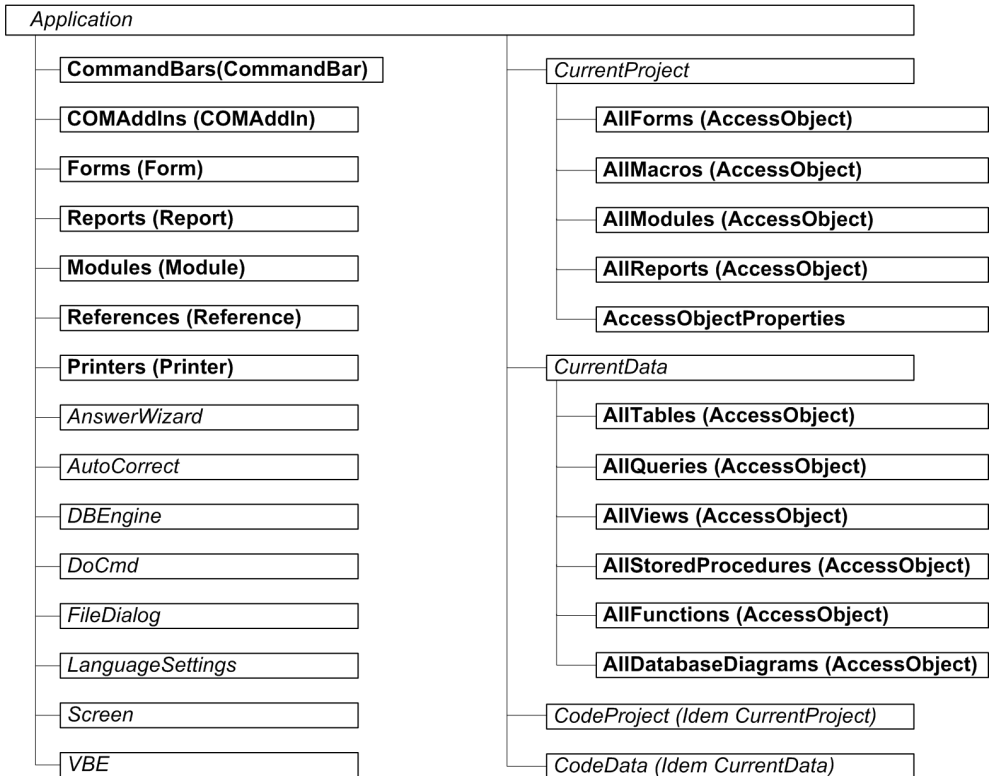 Application
CommandBars(CommandBar)
COMAddIns (COMAddIn)
Forms (Form)
Reports (Report)
Modules (Module)
References (Reference)
Printers (Printer)
AnswerWizard
AutoCorrect
DBEngine
DoCmd
FileDialog
LanguageSettings
Screen
VBE
CurrentProject
AllForms (AccessObject)
AllMacros (AccessObject)
AllModules (AccessObject)
AllReports (AccessObject)
AccessObjectProperties
CurrentData
AllTables (AccessObject)
AllQueries (AccessObject)
AllViews (AccessObject)
AllStoredProcedures (AccessObject)
AllFunctions (AccessObject)
AllDatabaseDiagrams (AccessObject)
CodeProject (Idem CurrentProject)
CodeData (Idem CurrentData)